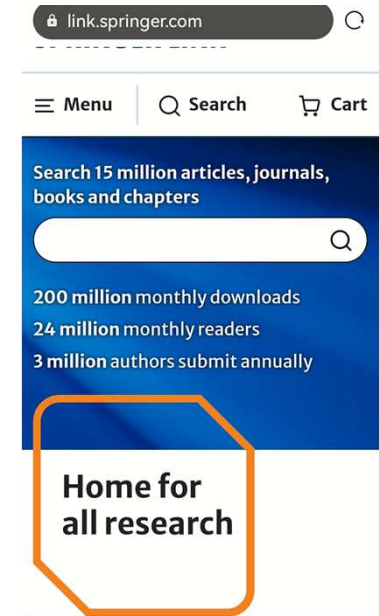 link.springer.com
Menu
Search
Cart
Search 15 million articles, journals,
books and chapters
200 million monthly downloads
24 million monthly readers
3 million authors submit annually
Home for
all research